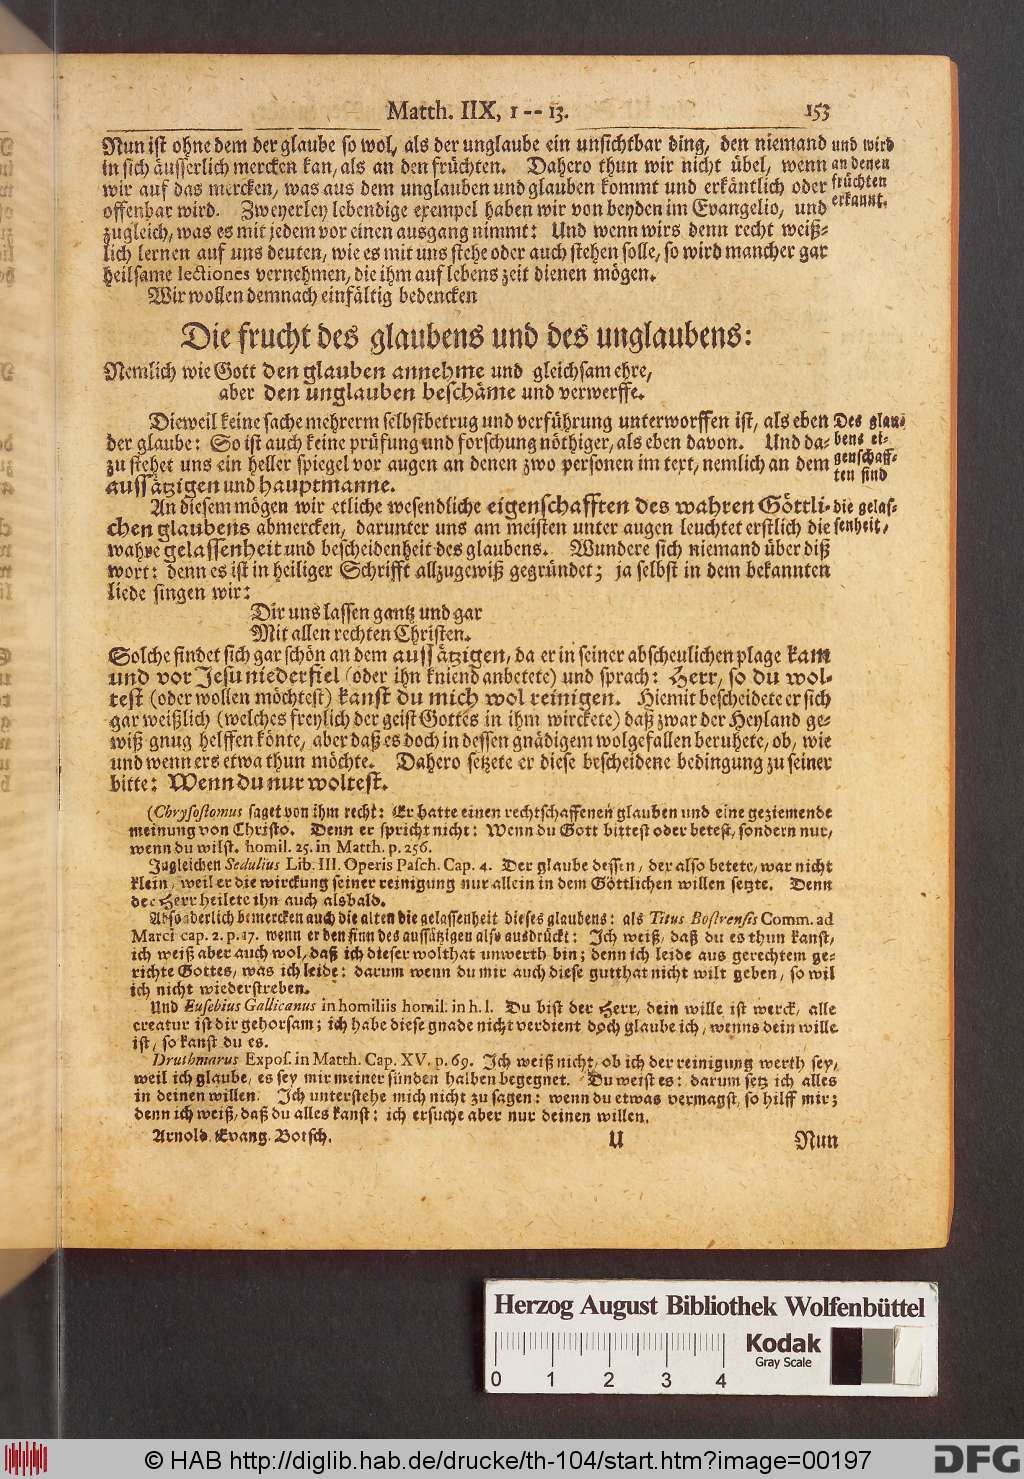 Matth. IIX, 1 -- 13. 153
Nun ist ohne dem der glaube so wol, als der unglaube ein unsichtbar ding, den niemand
in sich äusserlich mercken kan, als an den früchten. Dahero thun wir nicht übel, wenn
wir auf das mercken, was aus dem unglauben und glauben kommt und erkäntlich oder
offenbar wird. Zweyerley lebendige exempel haben wir von beyden im Evangelio, und
zugleich, was es mit jedem vor einen ausgang nimmt: Und wenn wirs denn recht weiß-
lich lernen auf uns deuten, wie es mit uns stehe oder auch stehen solle, so wird mancher gar
heilsame lectiones vernehmen, die ihm auf lebens zeit dienen mögen.
und wird
an denen
früchten
erkannt.
Wir wollen demnach einfältig bedencken
Die frucht des glaubens und des unglaubens:
Nemlich wie Gott den glauben annehme und gleichsam ehre,
aber den unglauben beschäme und verwerffe.
Dieweil keine sache mehrerm selbstbetrug und verführung unterworffen ist, als eben
der glaube: So ist auch keine prüfung und forschung nöthiger, als eben davon. Und da-
zu stehet uns ein heller spiegel vor augen an denen zwo personen im text, nemlich an dem
aussätzigen und hauptmanne.
Des glau-
bens ei-
genschaff-
ten sind
An diesem mögen wir etliche wesendliche eigenschafften des wahren Göttli-
chen glaubens abmercken, darunter uns am meisten unter augen leuchtet erstlich die
wahre gelassenheit und bescheidenheit des glaubens. Wundere sich niemand über diß
wort: denn es ist in heiliger Schrifft allzugewiß gegründet; ja selbst in dem bekannten
liede singen wir:
die gelas-
senheit,
Dir uns lassen gantz und gar
Mit allen rechten Christen.
Solche findet sich gar schön an dem aussätzigen, da er in seiner abscheulichen plage kam
und vor Jesu niederfiel (oder ihn kniend anbetete) und sprach: Herr, so du wol-
test (oder wollen möchtest) kanst du mich wol reinigen. Hiemit bescheidete er sich
gar weißlich (welches freylich der geist Gottes in ihm wirckete) daß zwar der Heyland ge-
wiß gnug helffen könte, aber daß es doch in dessen gnädigem wolgefallen beruhete, ob, wie
und wenn ers etwa thun möchte. Dahero setzete er diese bescheidene bedingung zu seiner
bitte: Wenn du nur woltest.
(Chrysostomus saget von ihm recht: Er hatte einen rechtschaffenen glauben und eine geziemende
meinung von Christo. Denn er spricht nicht: Wenn du Gott bittest oder betest, sondern nur,
wenn du wilst. homil. 25. in Matth. p. 256.
Jngleichen Sedulius Lib. III. Operis Pasch. Cap. 4. Der glaube dessen, der also betete, war nicht
klein, weil er die wirckung seiner reinigung nur allein in dem Göttlichen willen setzte. Denn
der Herr heilete ihn auch alsbald.
Absonderlich bemercken auch die alten die gelassenheit dieses glaubens: als Titus Bostrensis Comm. ad
Marci cap. 2. p. 17. wenn er den sinn des aussätzigen also ausdrückt: Jch weiß, daß du es thun kanst,
ich weiß aber auch wol, daß ich dieser wolthat unwerth bin; denn ich leide aus gerechtem ge-
richte Gottes, was ich leide: darum wenn du mir auch diese gutthat nicht wilt geben, so wil
ich nicht wiederstreben.
Und Eusebius Gallicanus in homiliis homil. in h. l. Du bist der Herr, dein wille ist werck, alle
creatur ist dir gehorsam; ich habe diese gnade nicht verdient doch glaube ich, wenns dein wille
ist, so kanst du es.
Druthmarus Expos. in Matth. Cap. XV. p. 69. Jch weiß nicht, ob ich der reinigung werth sey,
weil ich glaube, es sey mir meiner sünden halben begegnet. Du weist es: darum setz ich alles
in deinen willen. Jch unterstehe mich nicht zu sagen: wenn du etwas vermagst, so hilff mir;
denn ich weiß, daß du alles kanst: ich ersuche aber nur deinen willen.
Arnold. Evang. Botsch. U Nun
Herzog August Bibliothek Wolfenbüttel
0 1 2 3 4
Kodak
Gray Scale
© HAB http://diglib.hab.de/drucke/th-104/start.htm?image=00197
DFG